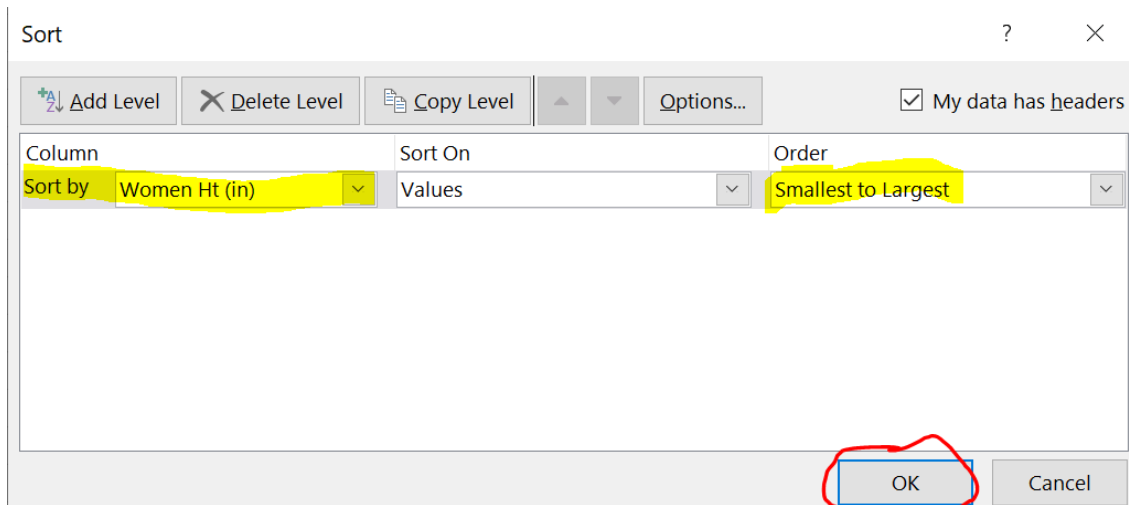 Sort ?
Add Level Delete Level Copy Level Options... My data has headers
Column Sort On Order
Sort by Women Ht (in) Values Smallest to Largest
OK Cancel